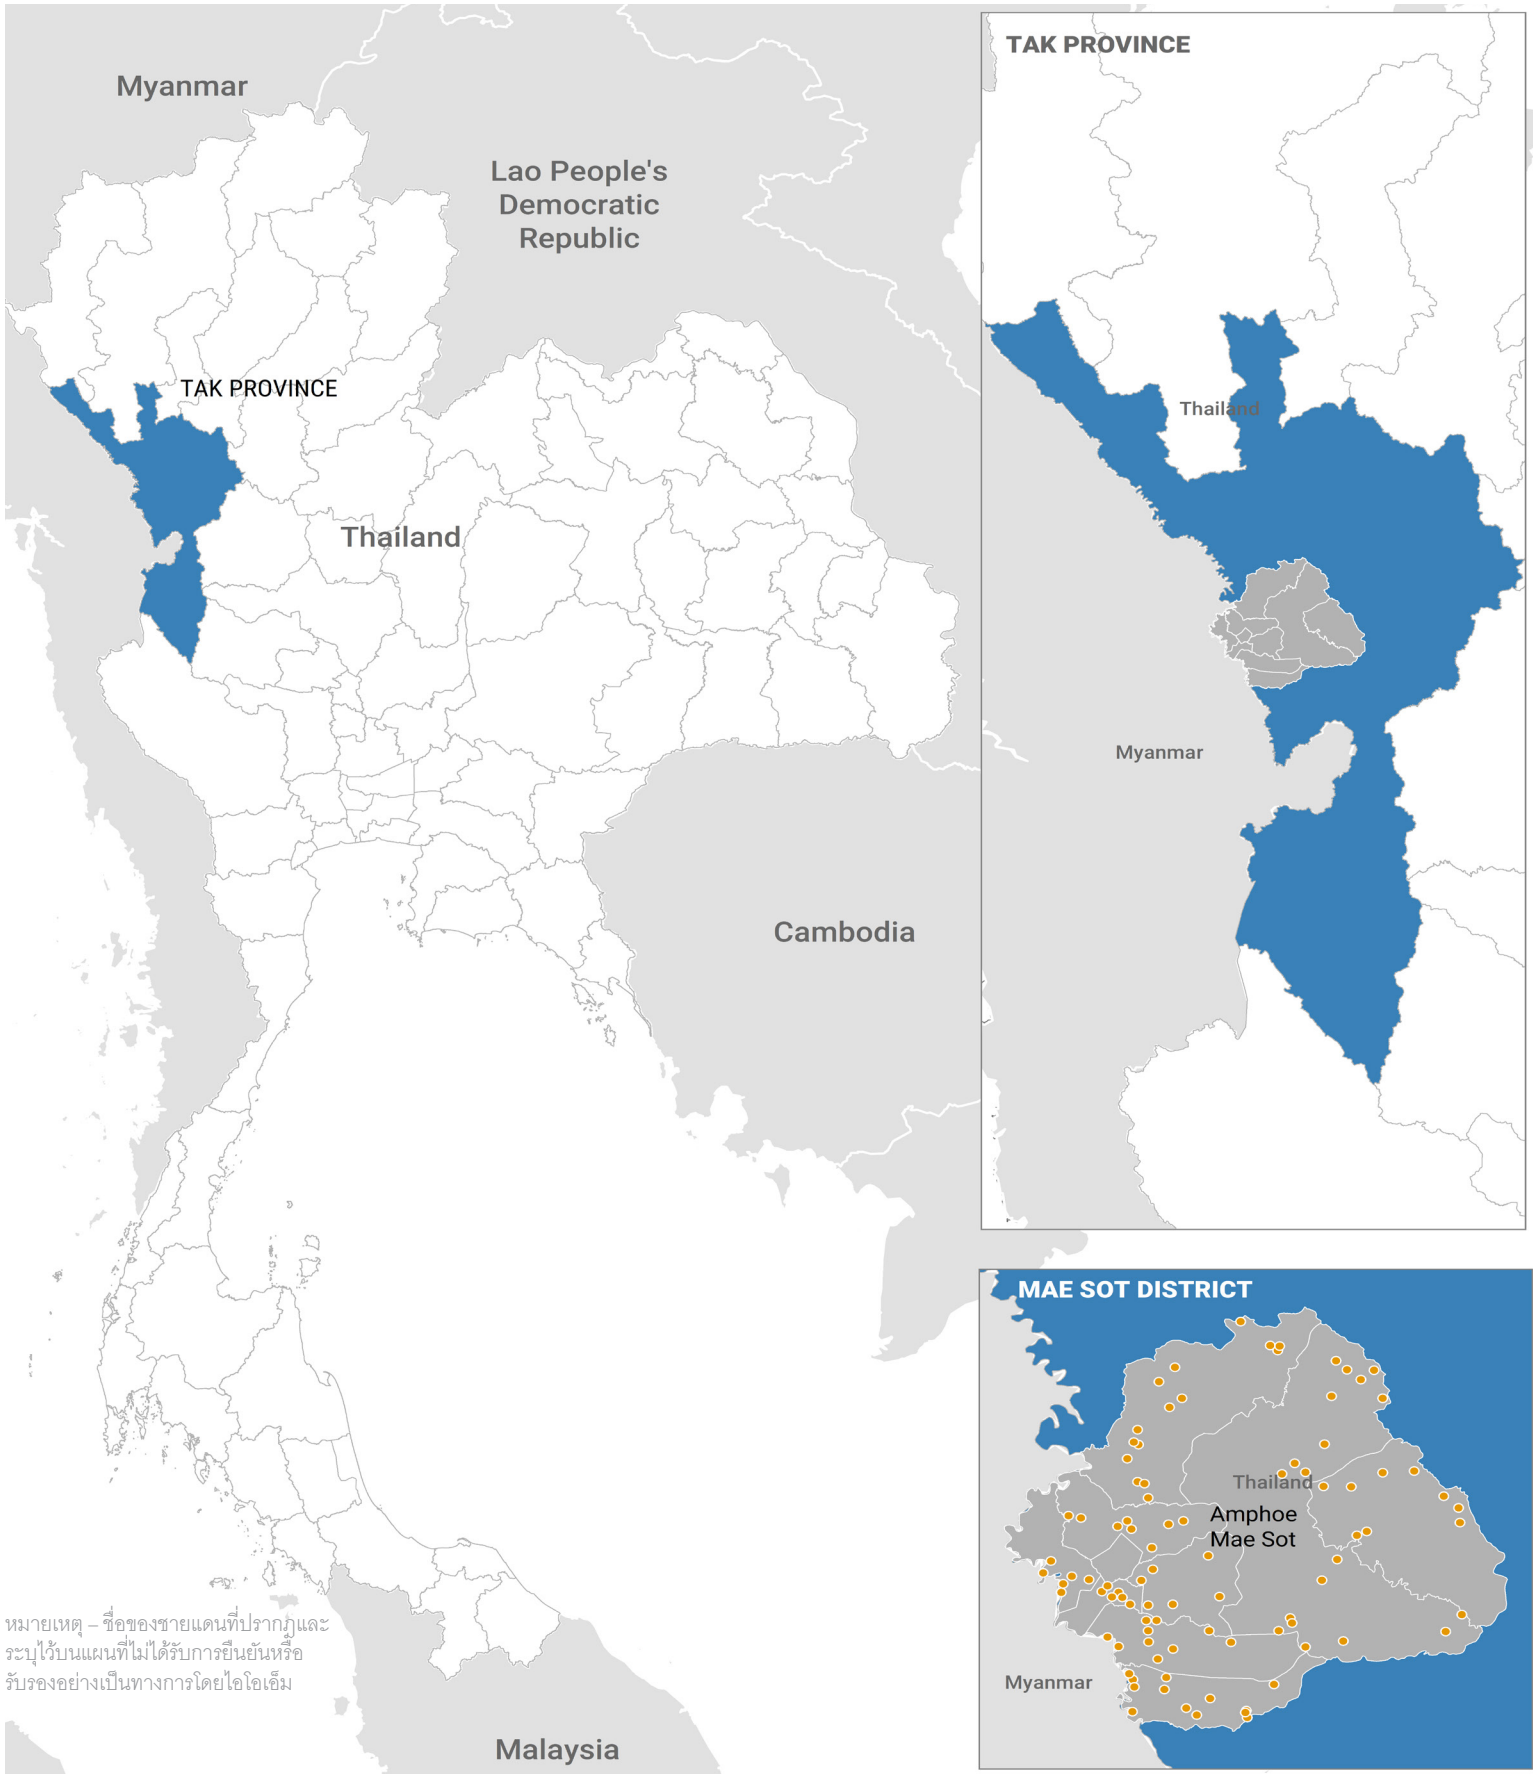 Myanmar
Lao People's
Democratic
Republic
TAK PROVINCE
Thailand
Cambodia
Malaysia
หมายเหตุ – ชื่อของชายแดนที่ปรากฎและ
ระบุไว้บนแผนที่ไม่ได้รับการยืนยันหรือ
รับรองอย่างเป็นทางการโดยไอโอเอ็ม
TAK PROVINCE
Thailand
Myanmar
MAE SOT DISTRICT
Thailand
Amphoe
Mae Sot
Myanmar